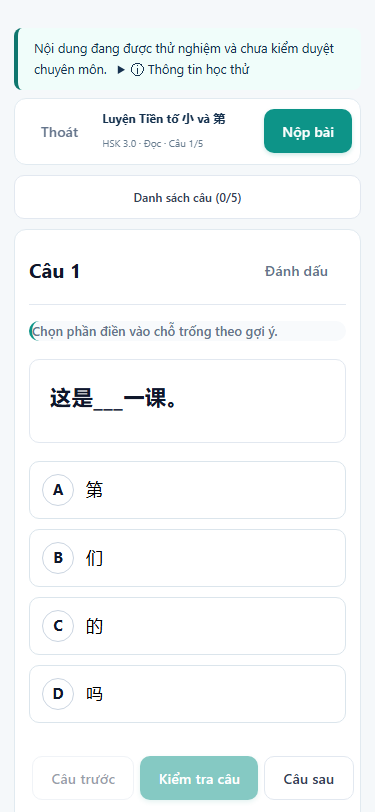 Nội dung đang được thử nghiệm và chưa kiểm duyệt
chuyên môn. ▶ ⓘ Thông tin học thử
Thoát
Luyện Tiền tố 小 và 第
HSK 3.0 · Đọc · Câu 1/5
Nộp bài
Danh sách câu (0/5)
Câu 1
Đánh dấu
Chọn phần điền vào chỗ trống theo gợi ý.
这是___一课。
A 第
B 们
C 的
D 吗
Câu trước
Kiểm tra câu
Câu sau